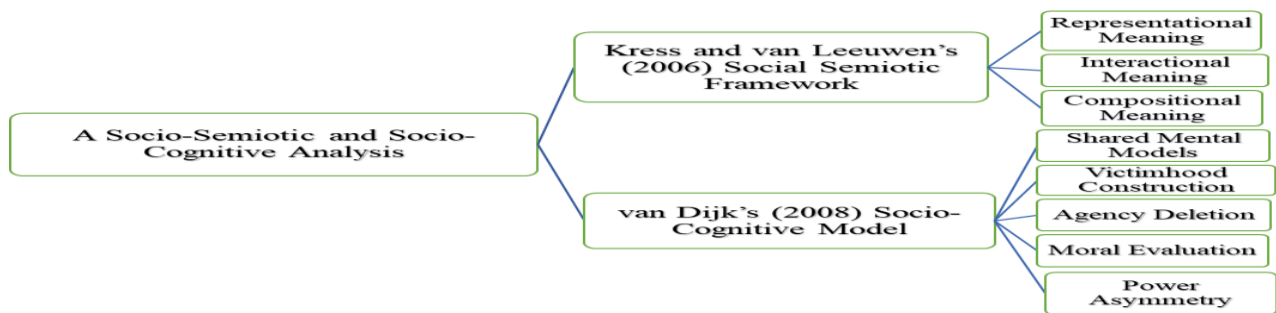 A Socio-Semiotic and Socio-
Cognitive Analysis
Kress and van Leeuwen's
(2006) Social Semiotic
Framework
Representational
Meaning
Interactional
Meaning
Compositional
Meaning
van Dijk's (2008) Socio-
Cognitive Model
Shared Mental
Models
Victimhood
Construction
Agency Deletion
Moral Evaluation
Power
Asymmetry